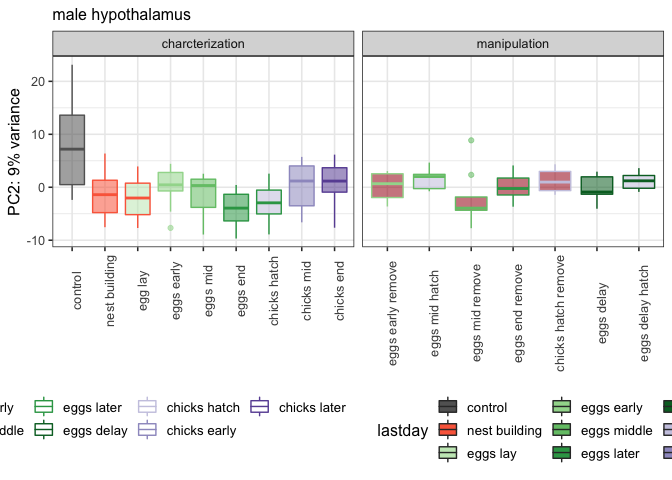 male hypothalamus
charcterization
manipulation
PC2: 9% variance
20
10
0
-10
control
nest building
egg lay
eggs early
eggs mid
eggs end
chicks hatch
chicks mid
chicks end
eggs early remove
eggs mid hatch
eggs mid remove
eggs end remove
chicks hatch remove
eggs delay
eggs delay hatch
rly
eggs later
chicks hatch
chicks later
ddle
eggs delay
chicks early
lastday
control
eggs early
nest building
eggs middle
eggs lay
eggs later